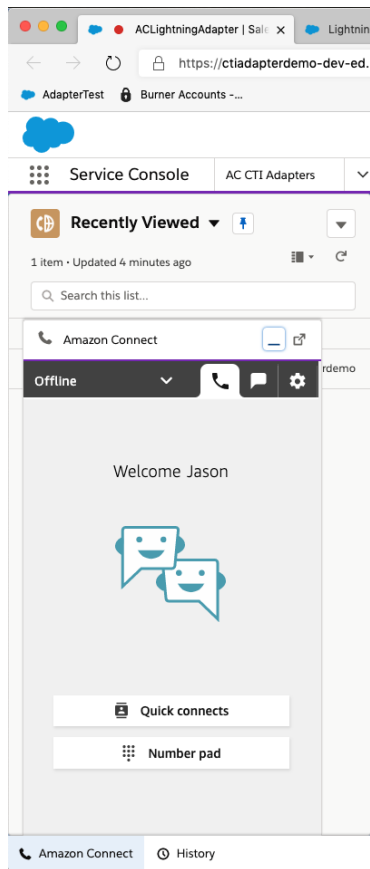 ACLightningAdapter | Sale
Lightnin
https://ctiadapterdemo-dev-ed.
AdapterTest
Burner Accounts -...
Service Console
AC CTI Adapters
Recently Viewed
1 item • Updated 4 minutes ago
Search this list...
Amazon Connect
rdemo
Offline
Welcome Jason
Quick connects
Number pad
Amazon Connect
History